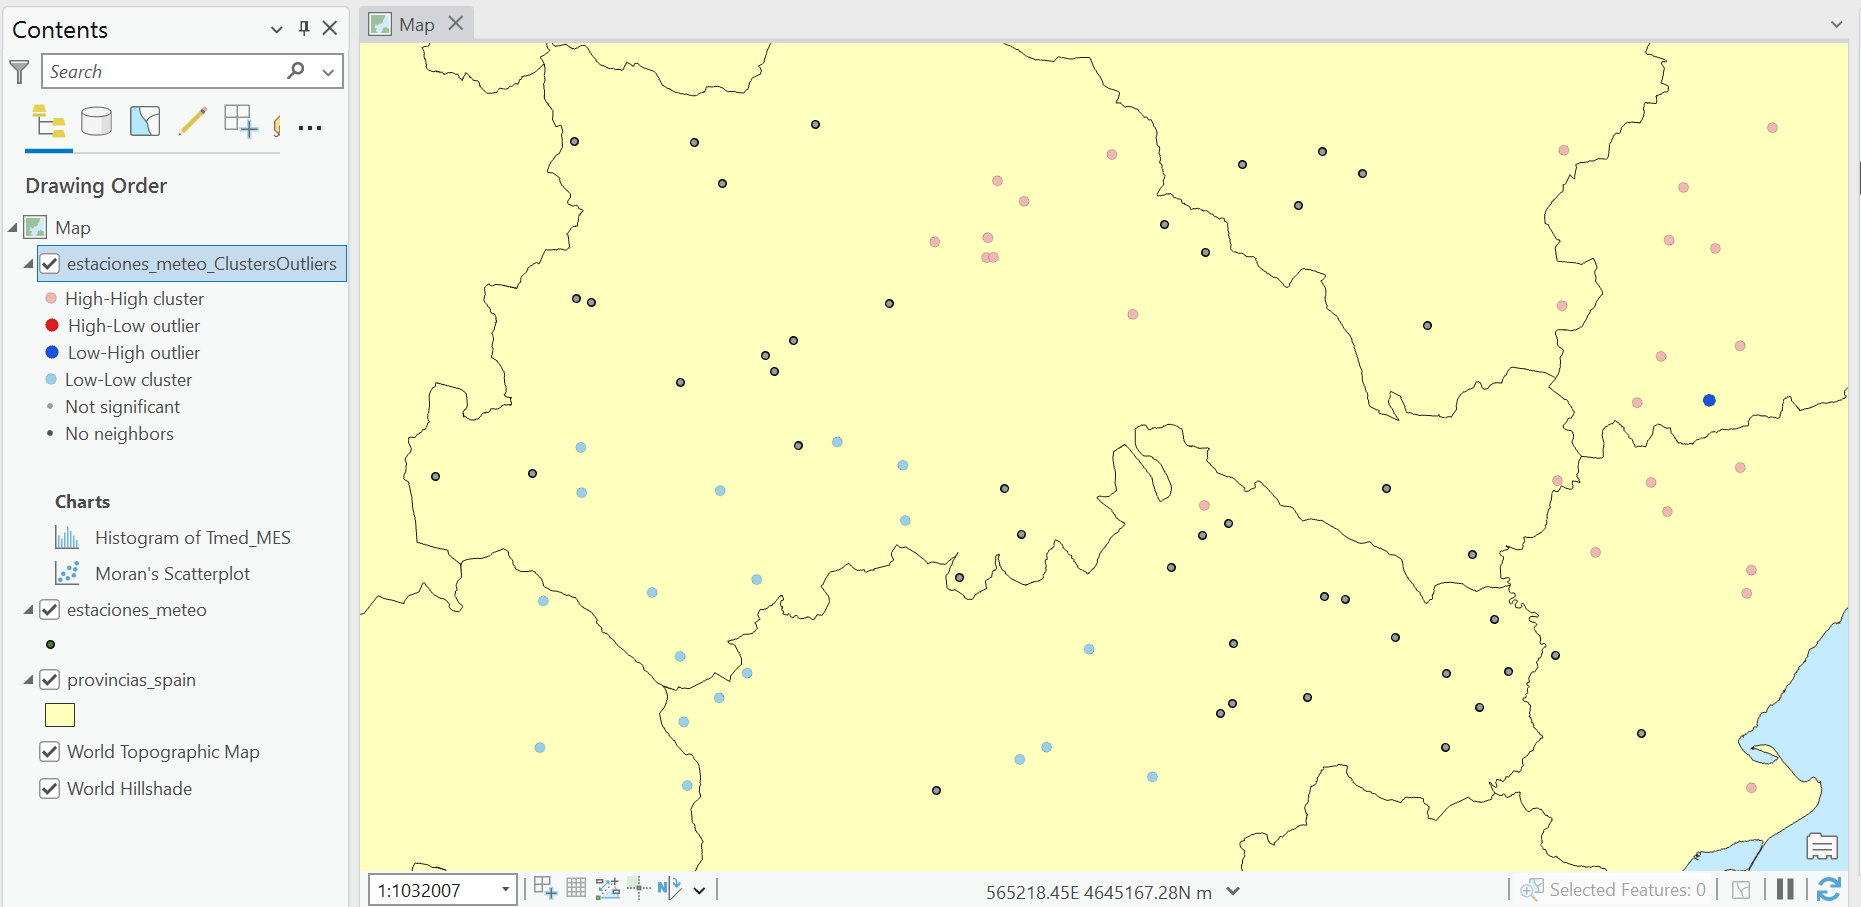 Contents
Map
Search
Drawing Order
Map
estaciones_meteo_ClustersOutliers
High-High cluster
High-Low outlier
Low-High outlier
Low-Low cluster
Not significant
No neighbors
Charts
Histogram of Tmed_MES
Moran's Scatterplot
estaciones_meteo
provincias_spain
World Topographic Map
World Hillshade
1:1032007
N
565218.45E 4645167.28N m
Selected Features: 0